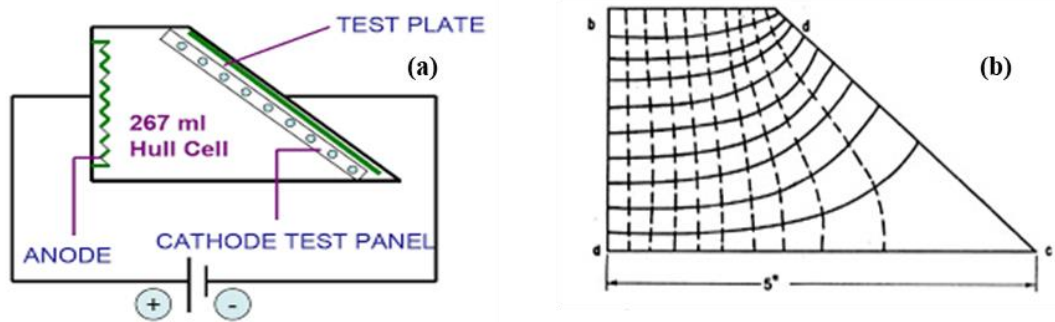 TEST PLATE
(a)
267 ml
Hull Cell
ANODE
CATHODE TEST PANEL
+
-
b
d
(b)
d
c
5"